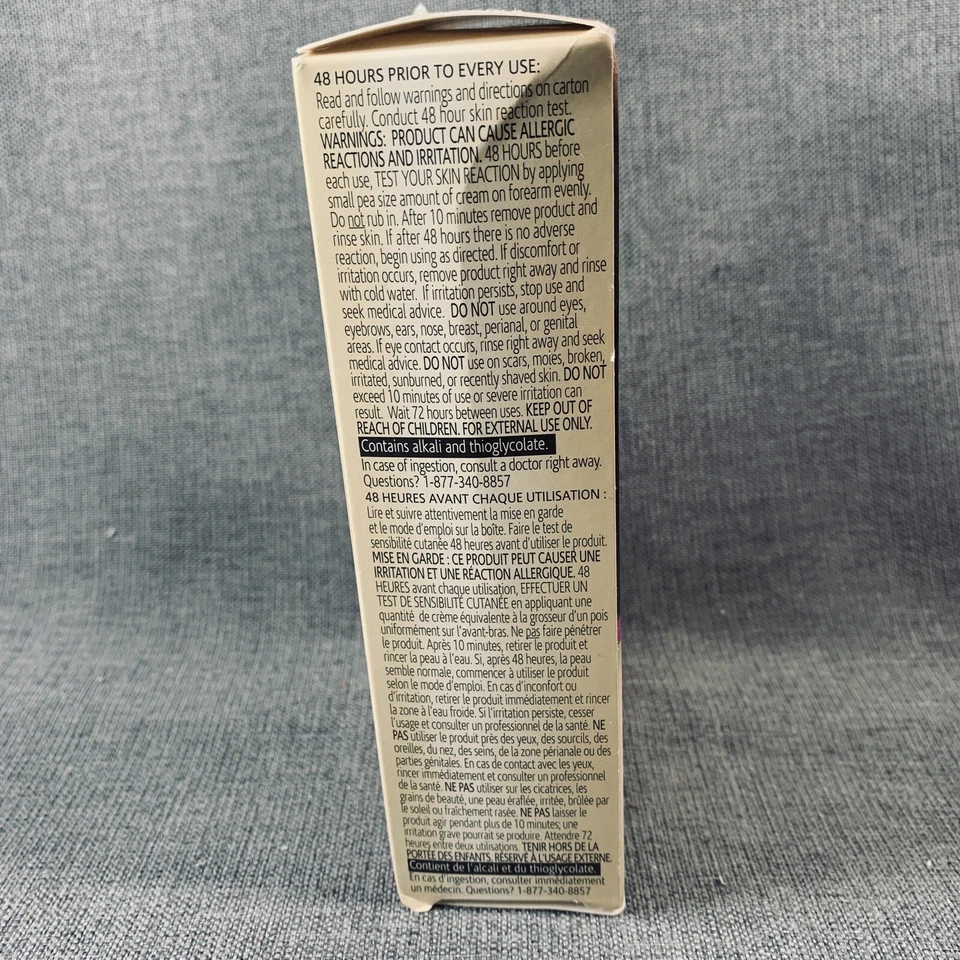 48 HOURS PRIOR TO EVERY USE:
Read and follow warnings and directions on carton
carefully. Conduct 48 hour skin reaction test.
WARNINGS: PRODUCT CAN CAUSE ALLERGIC
REACTIONS AND IRRITATION. 48 HOURS before
each use, TEST YOUR SKIN REACTION by applying
small pea size amount of cream on forearm evenly.
Do not rub in. After 10 minutes remove product and
rinse skin. If after 48 hours there is no adverse
reaction, begin using as directed. If discomfort or
irritation occurs, remove product right away and rinse
with cold water. If irritation persists, stop use and
seek medical advice. DO NOT use around eyes,
eyebrows, ears, nose, breast, perianal, or genital
areas. If eye contact occurs, rinse right away and seek
medical advice. DO NOT use on scars, moles, broken,
irritated, sunburned, or recently shaved skin. DO NOT
exceed 10 minutes of use or severe irritation can
result. Wait 72 hours between uses. KEEP OUT OF
REACH OF CHILDREN. FOR EXTERNAL USE ONLY.
Contains alkali and thioglycolate.
In case of ingestion, consult a doctor right away.
Questions? 1-877-340-8857
48 HEURES AVANT CHAQUE UTILISATION :
Lire et suivre attentivement la mise en garde
et le mode d'emploi sur la boîte. Faire le test de
sensibilité cutanée 48 heures avant d'utiliser le produit.
MISE EN GARDE : CE PRODUIT PEUT CAUSER UNE
IRRITATION ET UNE RÉACTION ALLERGIQUE. 48
HEURES avant chaque utilisation, EFFECTUER UN
TEST DE SENSIBILITÉ CUTANÉE en appliquant une
quantité de crème équivalente à la grosseur d'un pois
uniformément sur l'avant-bras. Ne pas faire pénétrer
le produit. Après 10 minutes, retirer le produit et
rincer la peau à l'eau. Si, après 48 heures, la peau
semble normale, commencer à utiliser le produit
selon le mode d'emploi. En cas d'inconfort ou
d'irritation, retirer le produit immédiatement et rincer
la zone à l'eau froide. Si l'irritation persiste, cesser
l'usage et consulter un professionnel de la santé. NE
PAS utiliser le produit près des yeux, des sourcils, des
oreilles, du nez, des seins, de la zone périanale ou des
parties génitales. En cas de contact avec les yeux,
rincer immédiatement et consulter un professionnel
de la santé. NE PAS utiliser sur les cicatrices, les
grains de beauté, une peau éraflée, irritée, brûlée par
le soleil ou fraîchement rasée. NE PAS laisser le
produit agir pendant plus de 10 minutes; une
irritation grave pourrait se produire. Attendre 72
heures entre deux utilisations. TENIR HORS DE LA
PORTÉE DES ENFANTS. RÉSERVÉ À L'USAGE EXTERNE.
Contient de l'alcali et du thioglycolate.
En cas d'ingestion, consulter immédiatement
un médecin. Questions? 1-877-340-8857